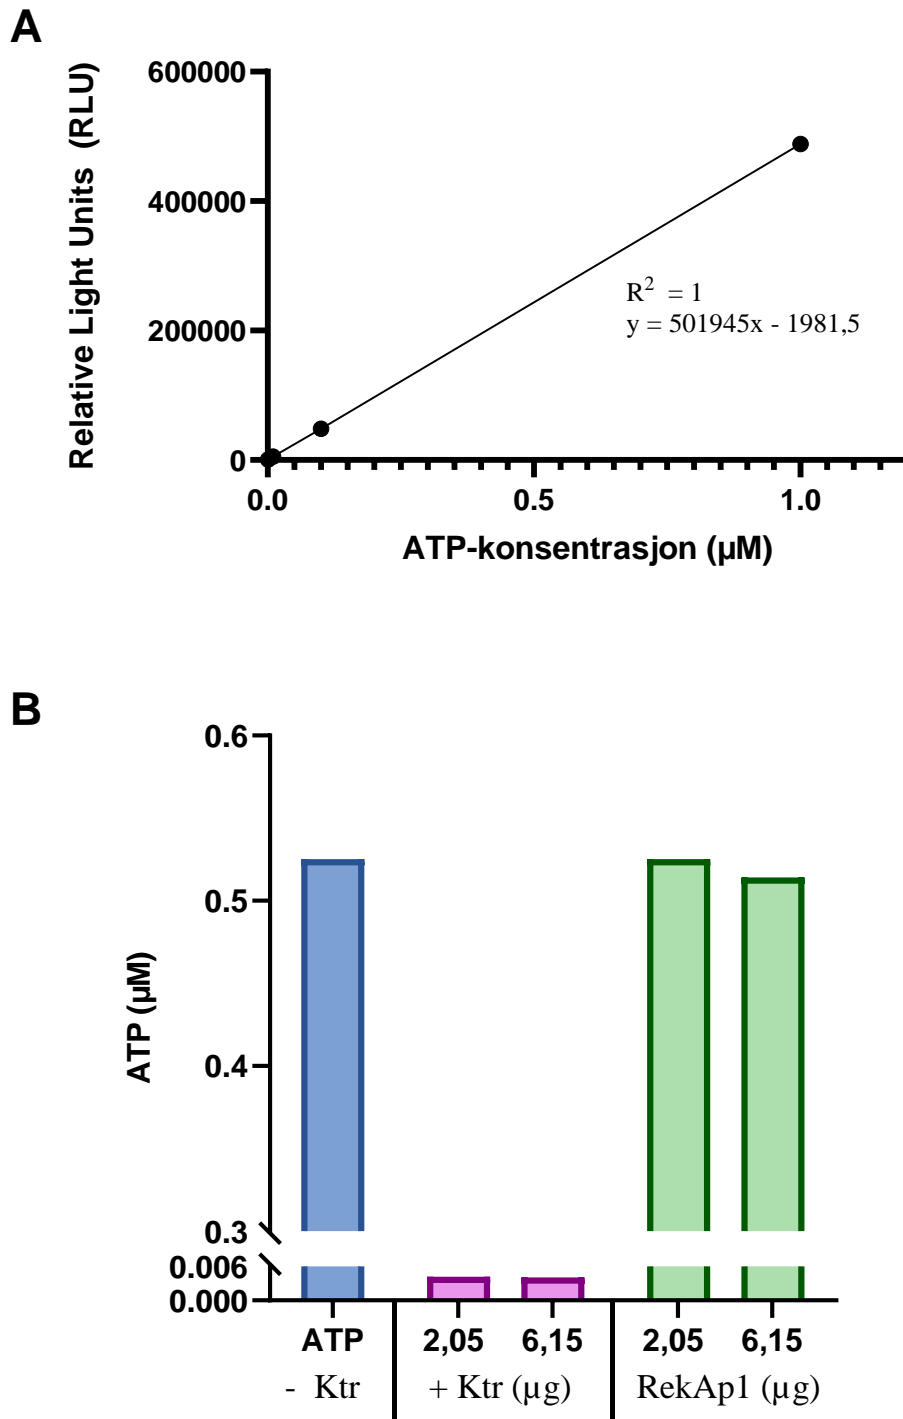 A
Relative Light Units (RLU)
600000
400000
200000
0
R² = 1
y = 501945x - 1981,5
0.0 0.5 1.0
ATP-konsentrasjon (µM)
B
ATP (µM)
0.6
0.5
0.4
0.3
0.006
0.000
ATP 2,05 6,15 2,05 6,15
- Ktr + Ktr (µg) RekAp1 (µg)